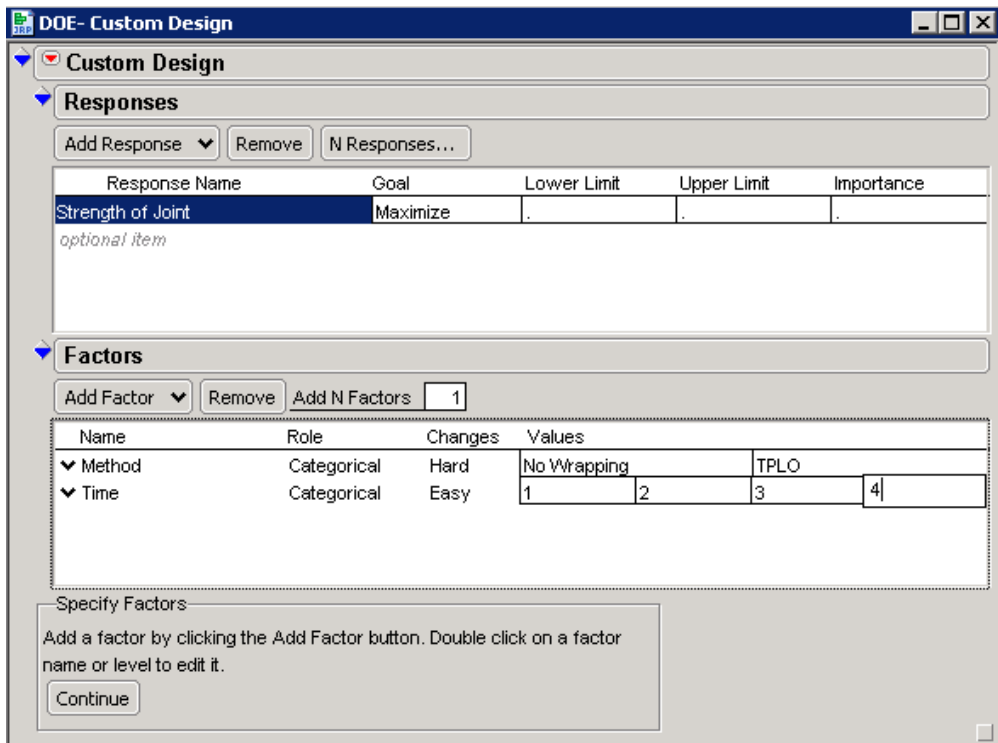 DOE- Custom Design
Custom Design
Responses
Add Response Remove N Responses...
Response Name Goal Lower Limit Upper Limit Importance
Strength of Joint Maximize . . .
optional item
Factors
Add Factor Remove Add N Factors 1
Name Role Changes Values
Method Categorical Hard No Wrapping TPLO
Time Categorical Easy 1 2 3 4
Specify Factors
Add a factor by clicking the Add Factor button. Double click on a factor
name or level to edit it.
Continue